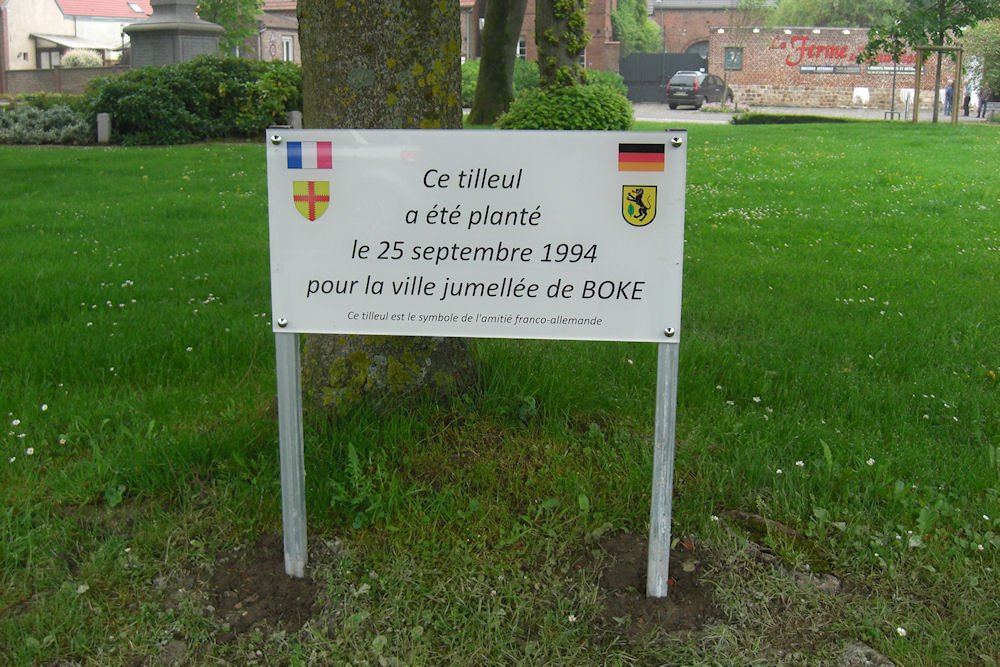 Ce tilleul
a été planté
le 25 septembre 1994
pour la ville jumellée de BOKE
Ce tilleul est le symbole de l'amitié franco-allemande
La Ferme